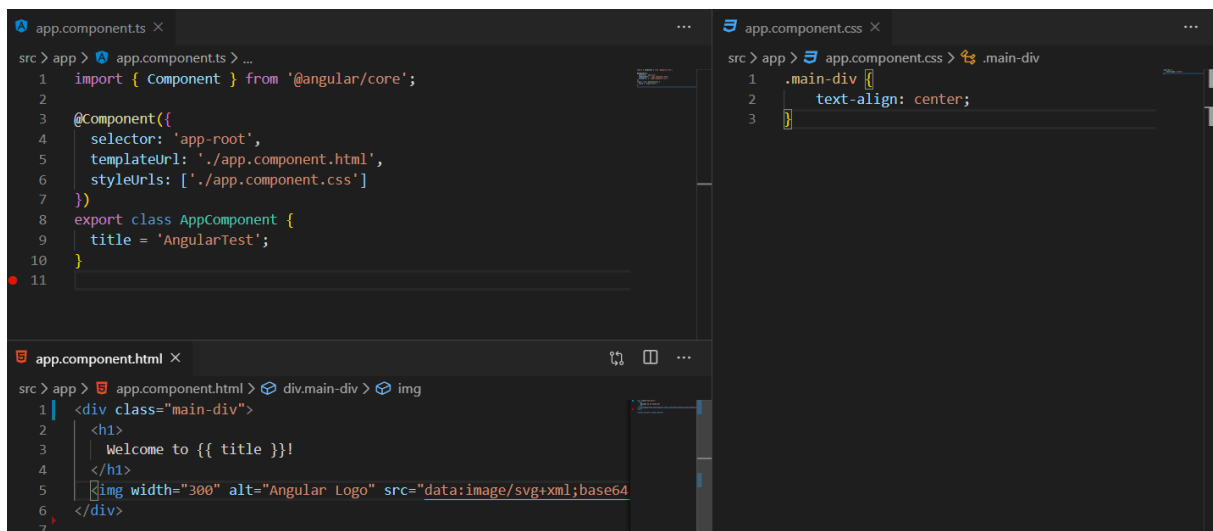 app.component.ts
src > app > app.component.ts > ...
1 import { Component } from '@angular/core';
2
3 @Component({
4 selector: 'app-root',
5 templateUrl: './app.component.html',
6 styleUrls: ['./app.component.css']
7 })
8 export class AppComponent {
9 title = 'AngularTest';
10 }
11
app.component.html
src > app > app.component.html > div.main-div > img
1 <div class="main-div">
2 <h1>
3 Welcome to {{ title }}!
4 </h1>
5 <img width="300" alt="Angular Logo" src="data:image/svg+xml;base64
6 </div>
7
app.component.css
src > app > app.component.css > .main-div
1 .main-div {
2 text-align: center;
3 }